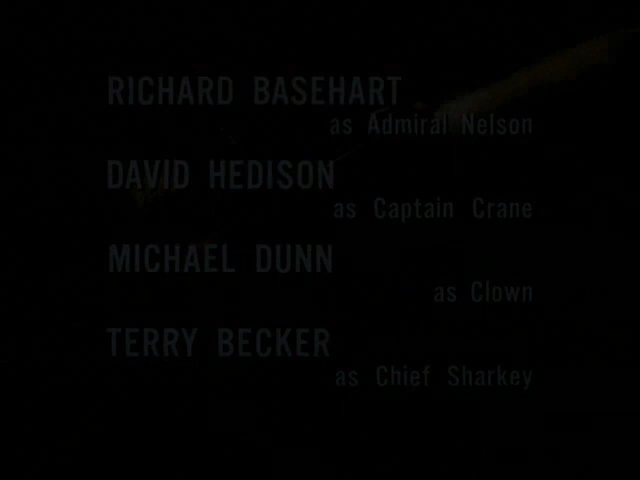 RICHARD BASEHART
as Admiral Nelson
DAVID HEDISON
as Captain Crane
MICHAEL DUNN
as Clown
TERRY BECKER
as Chief Sharkey